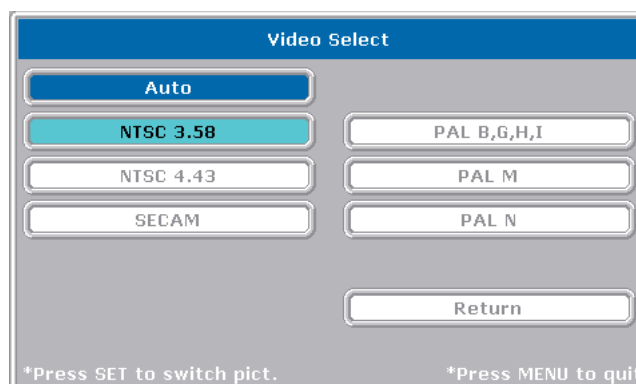 Video Select
Auto
NTSC 3.58
PAL B,G,H,I
NTSC 4.43
PAL M
SECAM
PAL N
Return
*Press SET to switch pict.
*Press MENU to quit